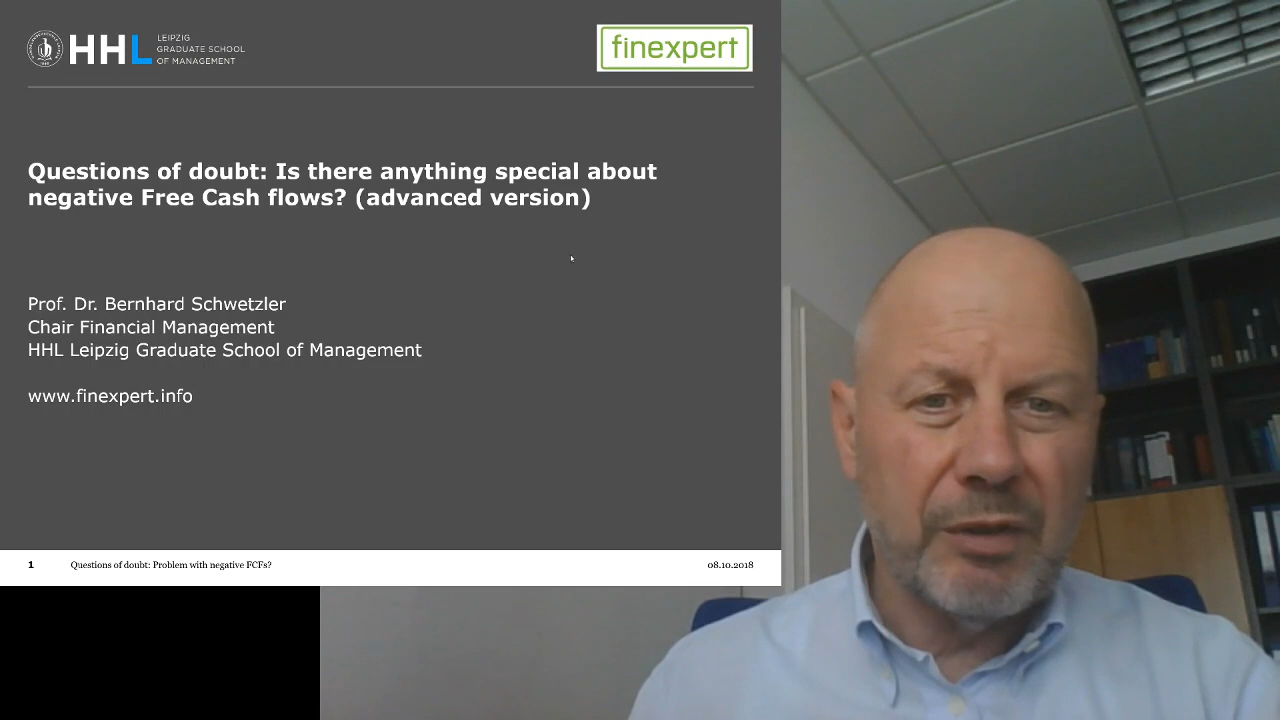 HHL
LEIPZIG
GRADUATE SCHOOL
OF MANAGEMENT
finexpert
Questions of doubt: Is there anything special about
negative Free Cash flows? (advanced version)
Prof. Dr. Bernhard Schwetzler
Chair Financial Management
HHL Leipzig Graduate School of Management
www.finexpert.info
1 Questions of doubt: Problem with negative FCFs? 08.10.2018